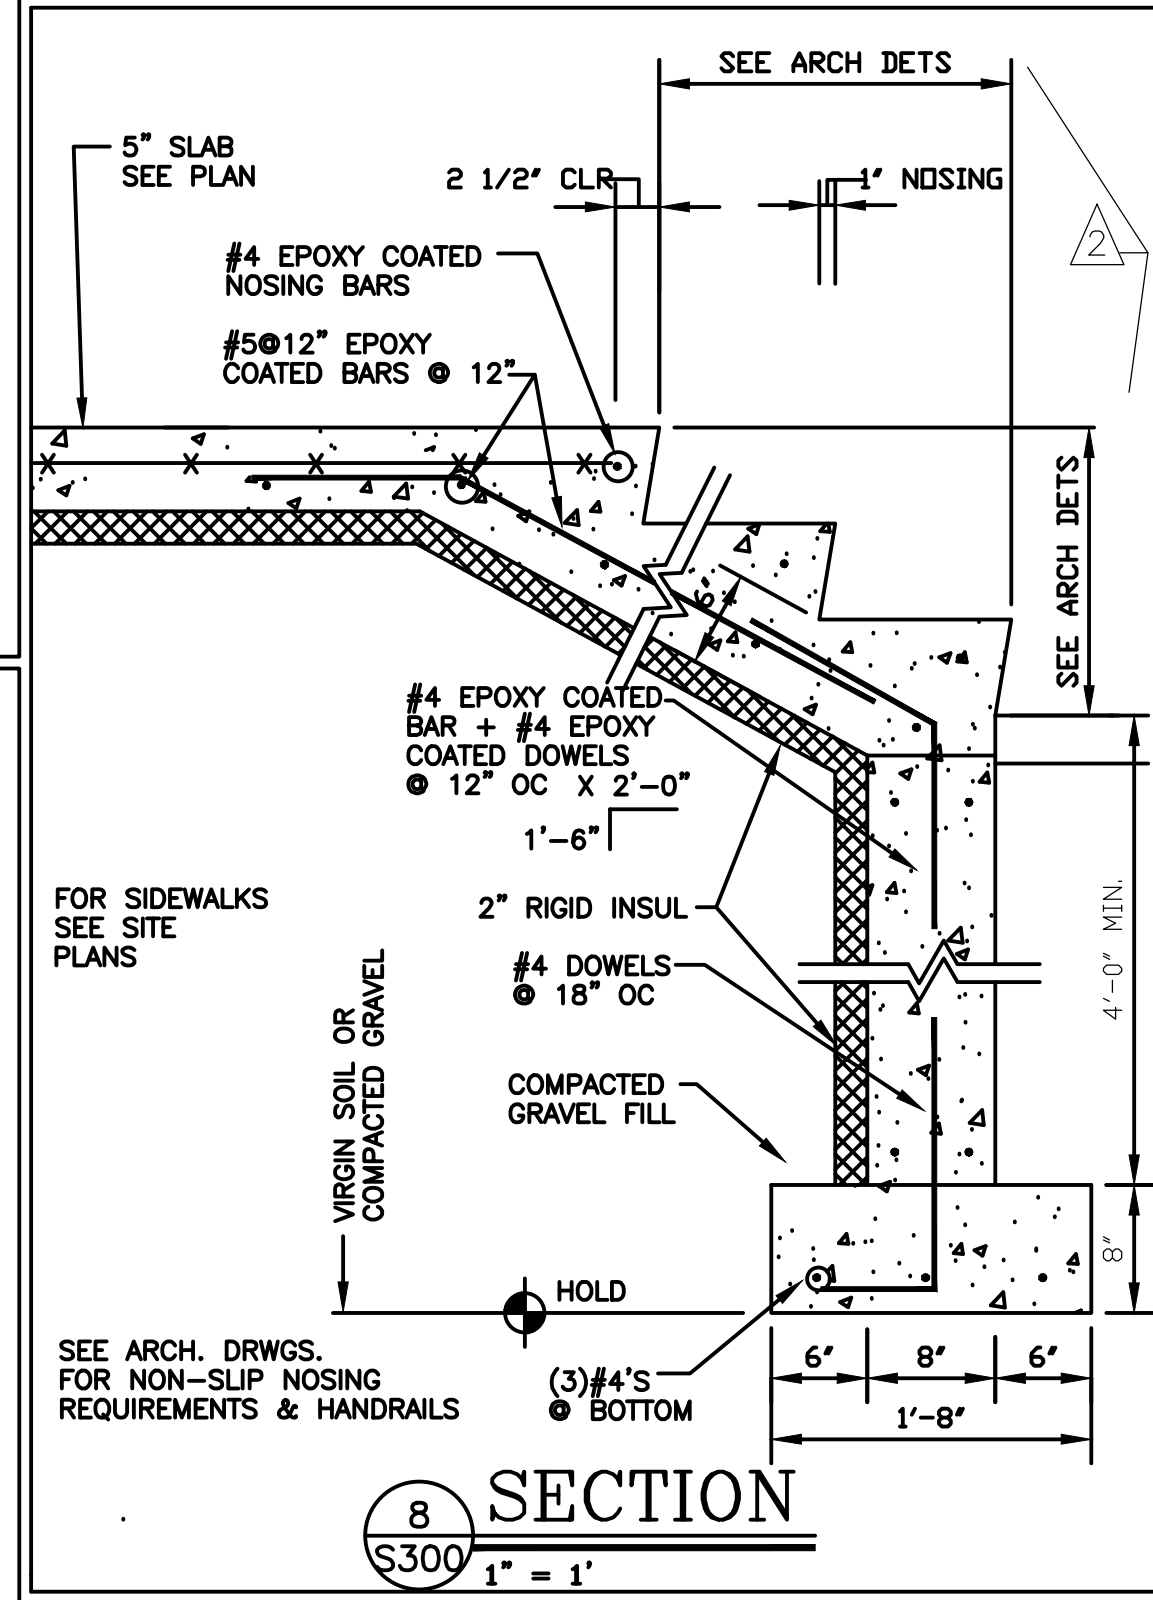 SEE ARCH DETS
5" SLAB
SEE PLAN
2 1/2" CLR
1" NOSING
2
#4 EPOXY COATED
NOSING BARS
#5@12" EPOXY
COATED BARS @ 12"
SEE ARCH DETS
6"
#4 EPOXY COATED
BAR + #4 EPOXY
COATED DOWELS
@ 12" OC X 2'-0"
1'-6"
FOR SIDEWALKS
SEE SITE
PLANS
2" RIGID INSUL
#4 DOWELS
@ 18" OC
4'-0" MIN.
VIRGIN SOIL OR
COMPACTED GRAVEL
COMPACTED
GRAVEL FILL
8"
HOLD
SEE ARCH. DRWGS.
FOR NON-SLIP NOSING
REQUIREMENTS & HANDRAILS
(3)#4'S
@ BOTTOM
6" 8" 6"
1'-8"
8
S300
SECTION
1" = 1'